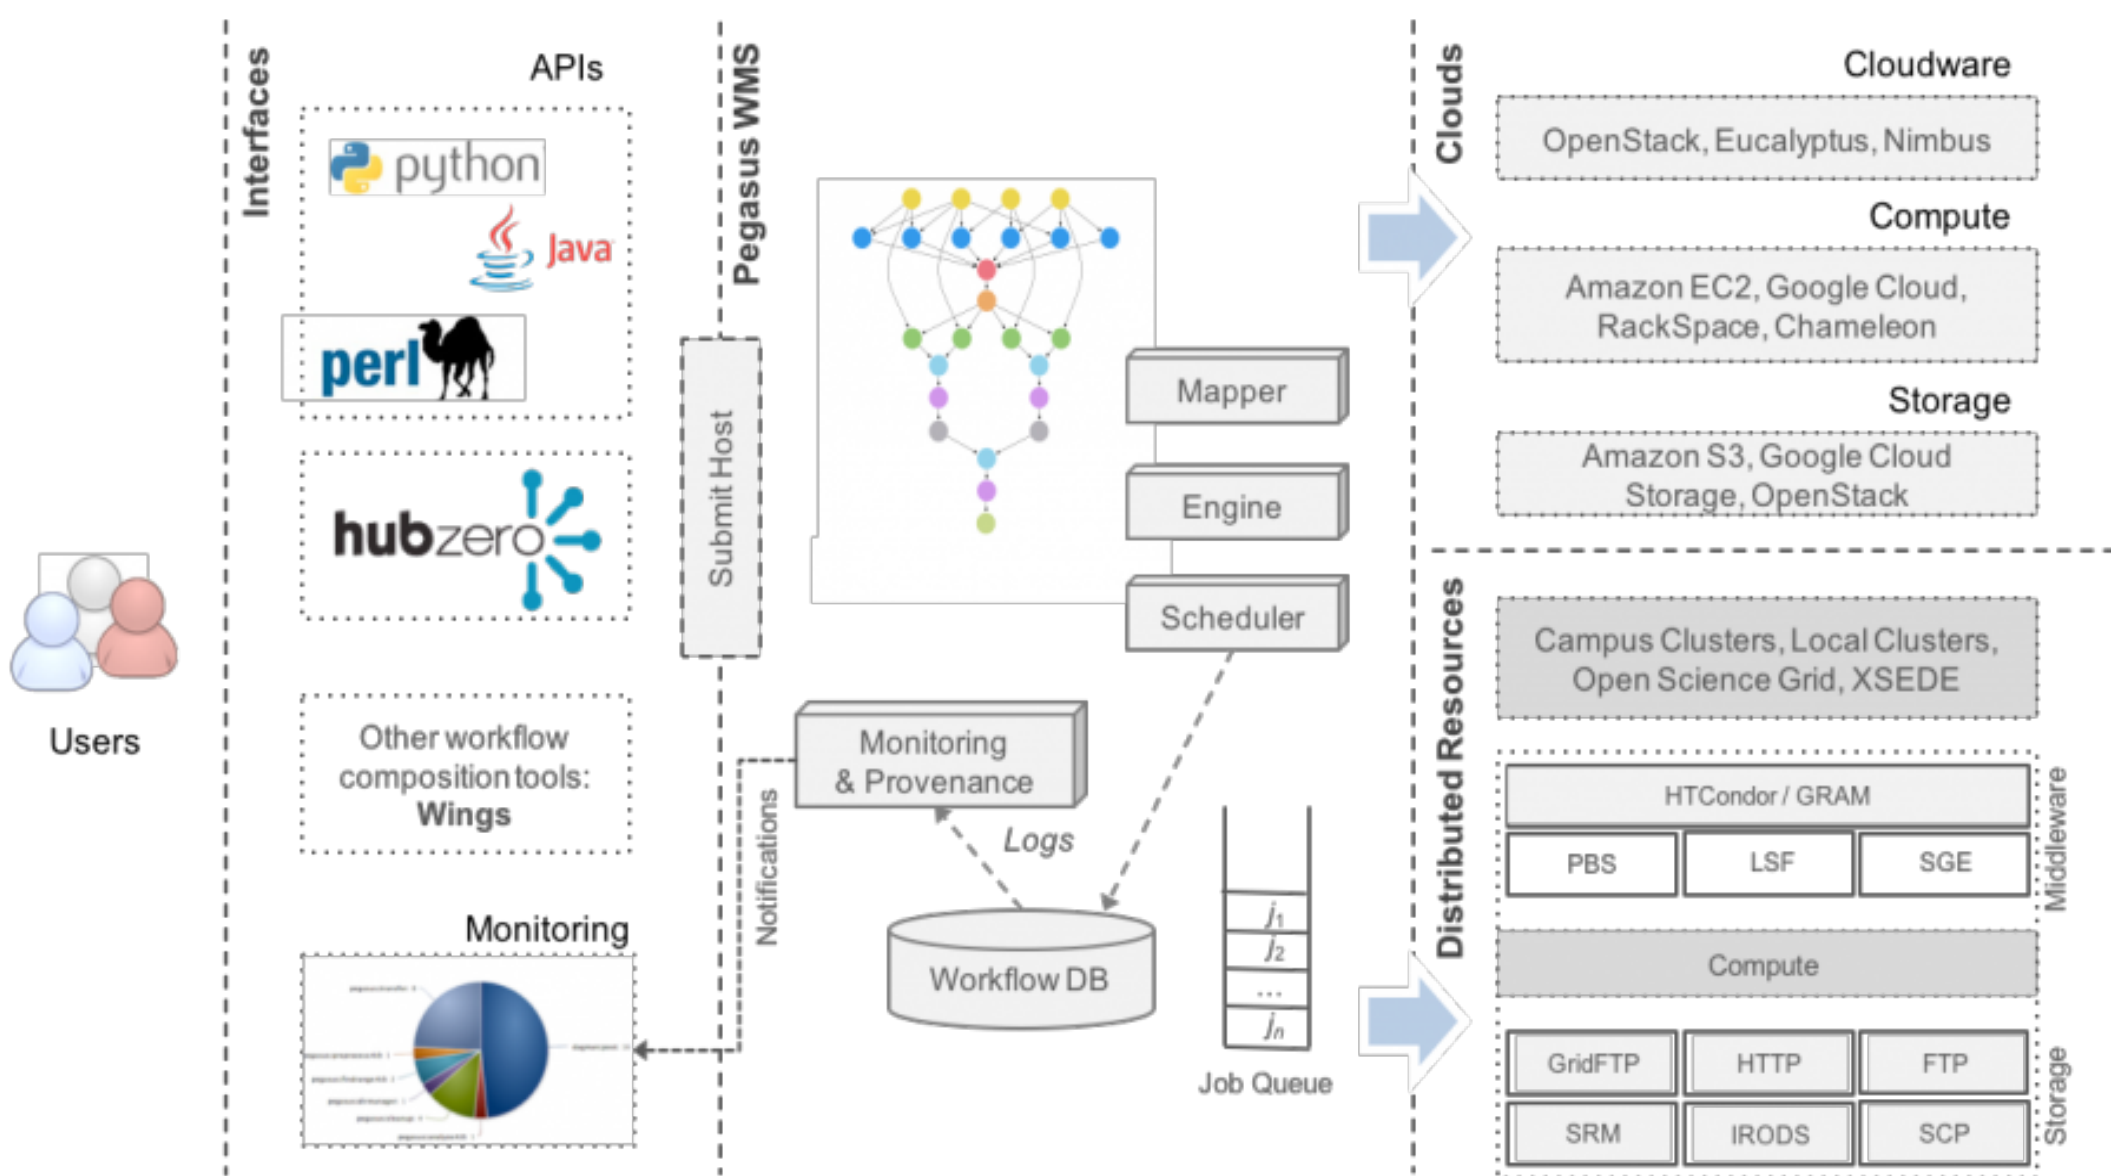 Users
Interfaces
APIs
python
Java
perl
hubzero
Other workflow
composition tools:
Wings
Monitoring
Pegasus WMS
Submit Host
Mapper
Engine
Scheduler
Monitoring
& Provenance
Notifications
Logs
Workflow DB
j1
j2
...
jn
Job Queue
Clouds
Cloudware
OpenStack, Eucalyptus, Nimbus
Compute
Amazon EC2, Google Cloud,
RackSpace, Chameleon
Storage
Amazon S3, Google Cloud
Storage, OpenStack
Distributed Resources
Campus Clusters, Local Clusters,
Open Science Grid, XSEDE
HTCondor / GRAM
PBS
LSF
SGE
Middleware
Compute
GridFTP
HTTP
FTP
SRM
IRODS
SCP
Storage